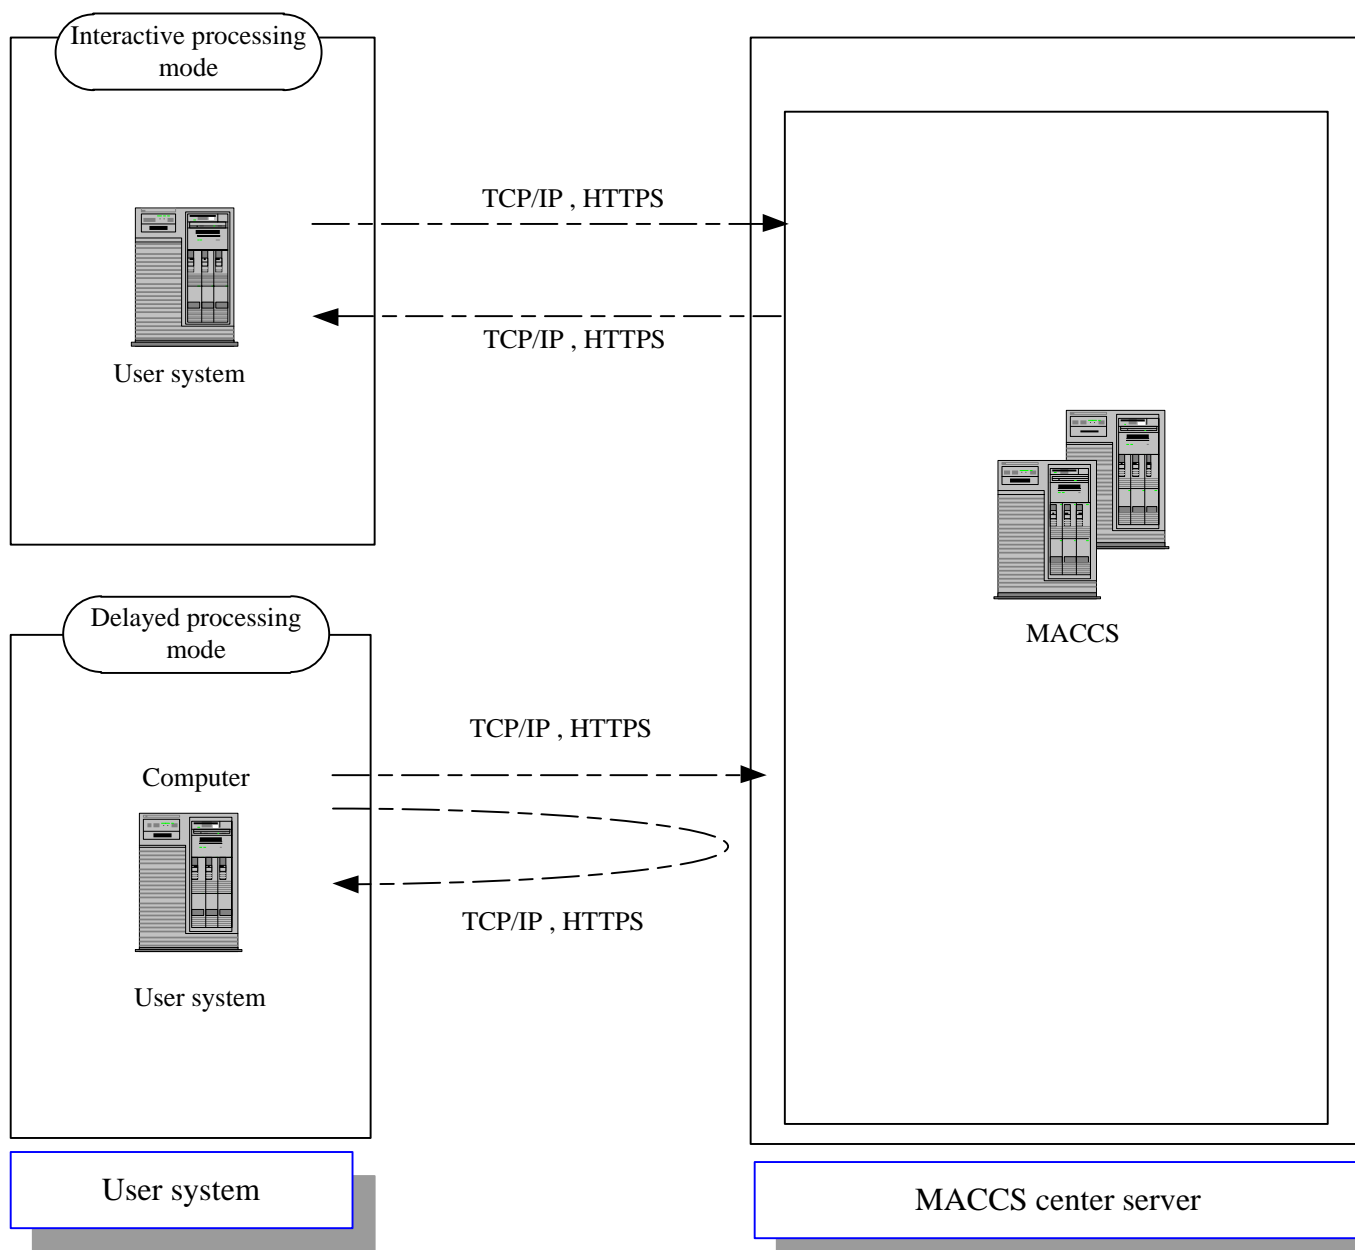 Interactive processing
mode
TCP/IP , HTTPS
TCP/IP , HTTPS
User system
MACCS
Delayed processing
mode
TCP/IP , HTTPS
Computer
TCP/IP , HTTPS
User system
User system
MACCS center server